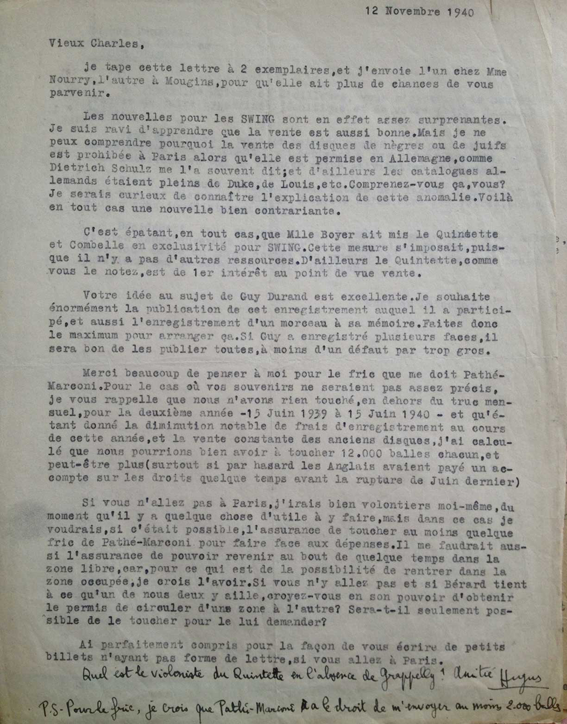 12 Novembre 1940
Vieux Charles,
je tape cette lettre à 2 exemplaires,et j'envoie l'un chez Mme
Nourry,l'autre à Mougins,pour qu'elle ait plus de chances de vous
parvenir.
Les nouvelles pour les SWING sont en effet assez surprenantes.
Je suis ravi d'apprendre que la vente est aussi bonne.Mais je ne
peux comprendre pourquoi la vente des disques de nègres ou de juifs
est prohibée à Paris alors qu'elle est permise en Allemagne,comme
Dietrich Schulz me l'a souvent dit;et d'ailleurs les catalogues al-
lemands étaient pleins de Duke,de Louis,etc.Comprenez-vous ça,vous?
Je serais curieux de connaître l'explication de cette anomalie.Voilà
en tout cas une nouvelle bien contrariante.
C'est épatant,en tout cas,que Mlle Boyer ait mis le Quintette
et Combelle en exclusivité pour SWING.Cette mesure s'imposait,puis-
que il n'y a pas d'autres ressources.D'ailleurs le Quintette,comme
vous le notez,est de 1er intérêt au point de vue vente.
Votre idée au sujet de Guy Durand est excellente.Je souhaite
énormément la publication de cet enregistrement auquel il a partici-
pé,et aussi l'enregistrement d'un morceau à sa mémoire.Faites donc
le maximum pour arranger ça.Si Guy a enregistré plusieurs faces,il
sera bon de les publier toutes,à moins d'un défaut par trop gros.
Merci beaucoup de penser à moi pour le fric que me doit Pathé-
Marconi.Pour le cas où vos souvenirs ne seraient pas assez précis,
je vous rappelle que nous n'avons rien touché,en dehors du truc men-
suel,pour la deuxième année -15 Juin 1939 à 15 Juin 1940 - et qu'é-
tant donné la diminution notable de frais d'enregistrement au cours
de cette année,et la vente constante des anciens disques,j'ai calcu-
lé que nous pourrions bien avoir à toucher 12.000 balles chacun,et
peut-être plus(surtout si par hasard les Anglais avaient payé un ac-
compte sur les droits quelque temps avant la rupture de Juin dernier)
Si vous n'allez pas à Paris,j'irais bien volontiers moi-même,du
moment qu'il y a quelque chose d'utile à y faire,mais dans ce cas je
voudrais,si c'était possible,l'assurance de toucher au moins quelque
fric de Pathé-Marconi pour faire face aux dépenses.Il me faudrait aus-
si l'assurance de pouvoir revenir au bout de quelque temps dans la
zone libre,car,pour ce qui est de la possibilité de rentrer dans la
zone occupée,je crois l'avoir.Si vous n'y allez pas et si Bérard tient
à ce qu'un de nous deux y aille,croyez-vous en son pouvoir d'obtenir
le permis de circuler d'une zone à l'autre? Sera-t-il seulement pos-
sible de le toucher pour le lui demander?
Ai parfaitement compris pour la façon de vous écrire de petits
billets n'ayant pas forme de lettre,si vous allez à Paris.
Quel est le violoniste du Quintette en l'absence de Grappelly? Amitié Hugues
P.S-Pour le fric, je crois que Pathé-Marconi a le droit de m'envoyer au moins 2.000 balles